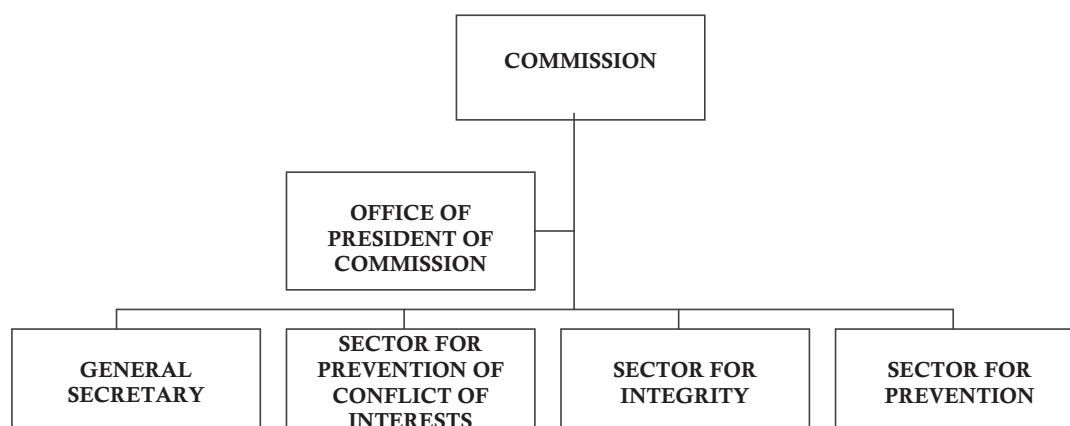 COMMISSION
OFFICE OF
PRESIDENT OF
COMMISSION
GENERAL
SECRETARY
SECTOR FOR
PREVENTION OF
CONFLICT OF
INTERESTS
SECTOR FOR
INTEGRITY
SECTOR FOR
PREVENTION